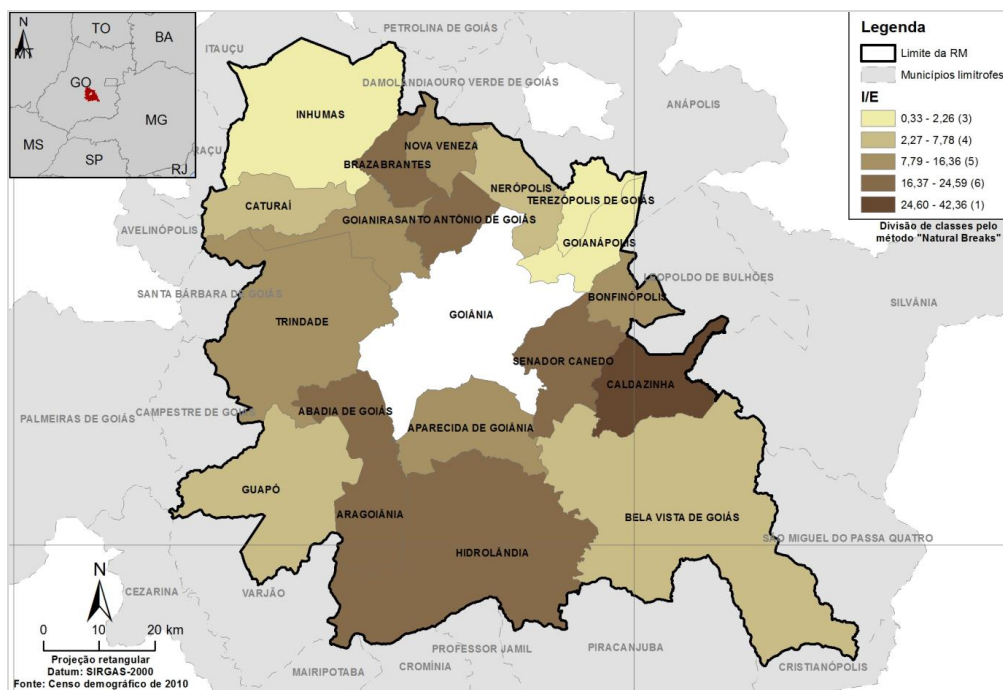 N
TO
BA
MT
GO
MG
MS
SP
RJ
PETROLINA DE GOIÁS
ITAUÇU
DAMOLÂNDIA
OURO VERDE DE GOIÁS
ANÁPOLIS
INHUMAS
NOVA VENEZA
BRAZABRANTES
NERÓPOLIS
TEREZÓPOLIS DE GOIÁS
RAÇU
CATURAÍ
GOIANIRA
SANTO ANTÔNIO DE GOIÁS
AVELINÓPOLIS
GOIANÁPOLIS
LEOPOLDO DE BULHÕES
SANTA BÁRBARA DE GOIÁS
BONFINÓPOLIS
SILVÂNIA
TRINDADE
GOIÂNIA
SENADOR CANEDO
CALDAZINHA
PALMEIRAS DE GOIÁS
CAMPESTRE DE GOIÁS
ABADIA DE GOIÁS
APARECIDA DE GOIÂNIA
GUAPÓ
ARAGOIÂNIA
BELA VISTA DE GOIÁS
HIDROLÂNDIA
SÃO MIGUEL DO PASSA QUATRO
CEZARINA
VARJÃO
PROFESSOR JAMIL
PIRACANJUBA
MAIRIPOTABA
CROMÍNIA
CRISTIANÓPOLIS
Legenda
Limite da RM
Municípios limítrofes
I/E
0,33 - 2,26 (3)
2,27 - 7,78 (4)
7,79 - 16,36 (5)
16,37 - 24,59 (6)
24,60 - 42,36 (1)
Divisão de classes pelo
método "Natural Breaks"
N
0 10 20 km
Projeção retangular
Datum: SIRGAS-2000
Fonte: Censo demográfico de 2010